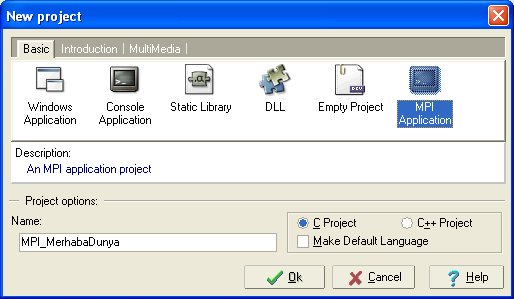 New project
Basic Introduction MultiMedia
Windows Application Console Application Static Library DLL Empty Project MPI Application
Description:
An MPI application project
Project options:
Name:
MPI_MerhabaDunya
C Project C++ Project
Make Default Language
Ok Cancel Help